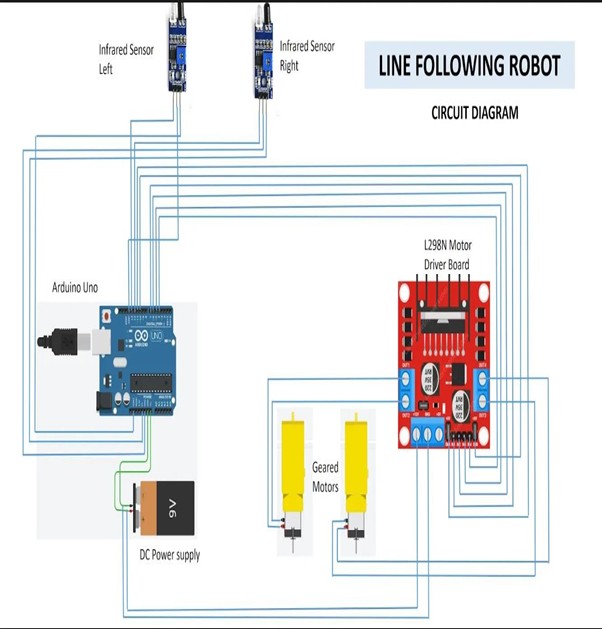 Infrared Sensor
Left
Infrared Sensor
Right
LINE FOLLOWING ROBOT
CIRCUIT DIAGRAM
L298N Motor
Driver Board
Arduino Uno
UNO
Geared
Motors
9V
DC Power supply